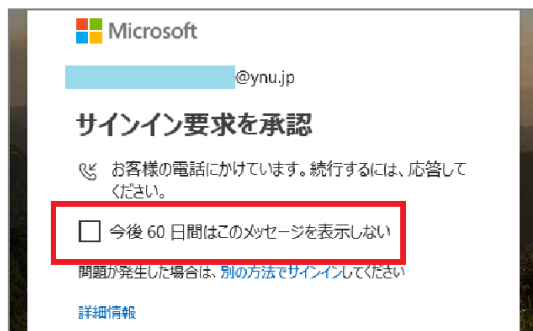 Microsoft
@ynu.jp
サインイン要求を承認
お客様の電話にかけています。続行するには、応答して
ください。
今後 60 日間はこのメッセージを表示しない
問題が発生した場合は、別の方法でサインインしてください
詳細情報